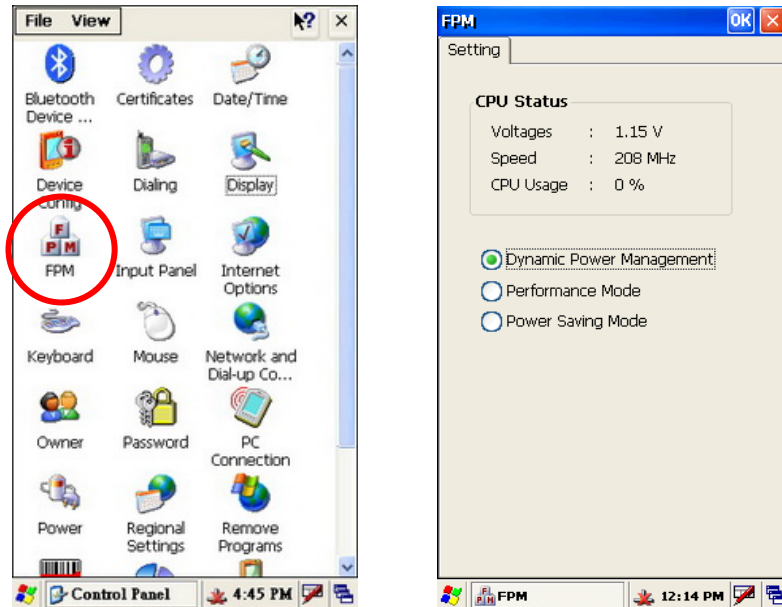 File View
Bluetooth Device ...
Certificates
Date/Time
Device Config
Dialing
Display
F
P M
FPM
Input Panel
Internet Options
Keyboard
Mouse
Network and Dial-up Co...
Owner
Password
PC Connection
Power
Regional Settings
Remove Programs
Control Panel
4:45 PM
FPM
OK
Setting
CPU Status
Voltages : 1.15 V
Speed : 208 MHz
CPU Usage : 0 %
Dynamic Power Management
Performance Mode
Power Saving Mode
FPM
12:14 PM